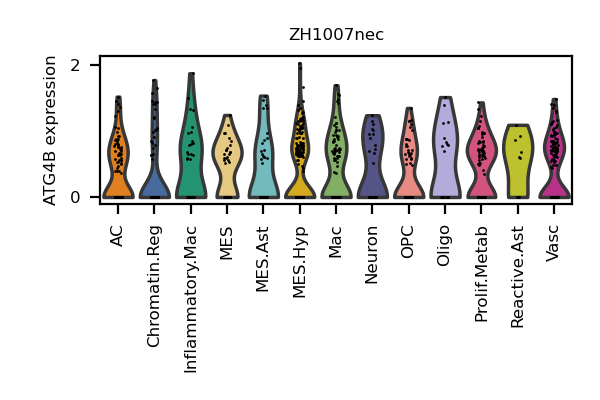 ZH1007nec
ATG4B expression
2
0
AC
Chromatin.Reg
Inflammatory.Mac
MES
MES.Ast
MES.Hyp
Mac
Neuron
OPC
Oligo
Prolif.Metab
Reactive.Ast
Vasc